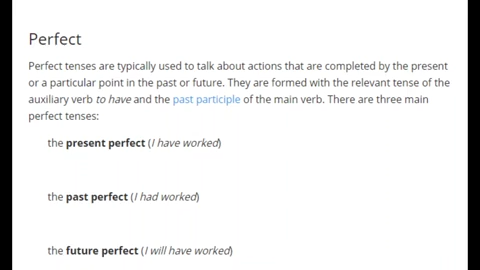 Perfect
Perfect tenses are typically used to talk about actions that are completed by the present
or a particular point in the past or future. They are formed with the relevant tense of the
auxiliary verb to have and the past participle of the main verb. There are three main
perfect tenses:
the present perfect (I have worked)
the past perfect (I had worked)
the future perfect (I will have worked)